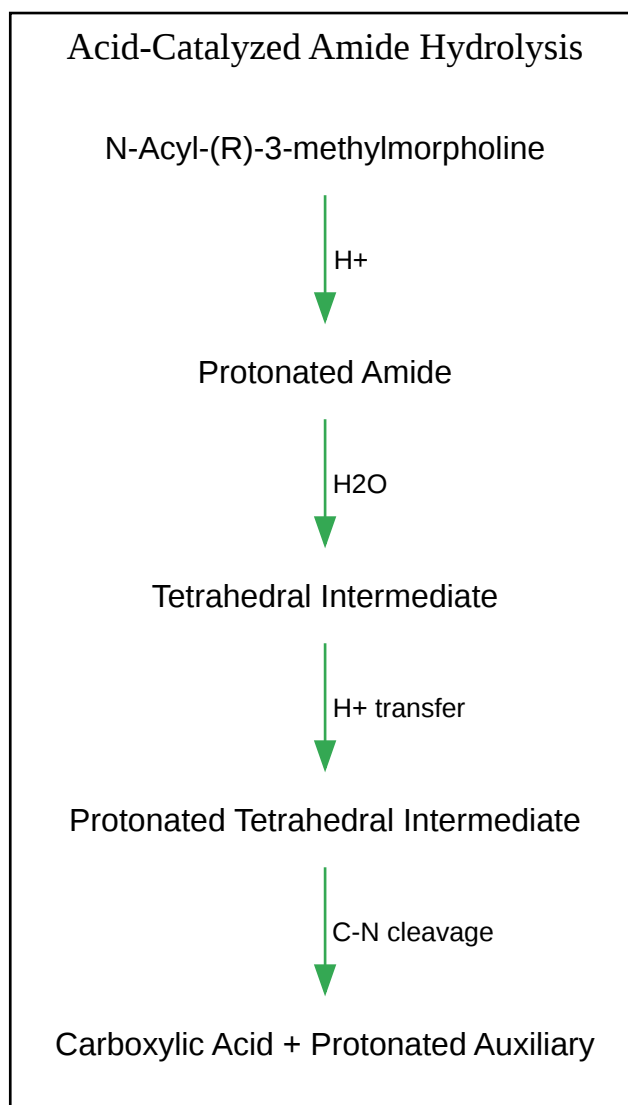 Acid-Catalyzed Amide Hydrolysis
N-Acyl-(R)-3-methylmorpholine
H+
Protonated Amide
H2O
Tetrahedral Intermediate
H+ transfer
Protonated Tetrahedral Intermediate
C-N cleavage
Carboxylic Acid + Protonated Auxiliary